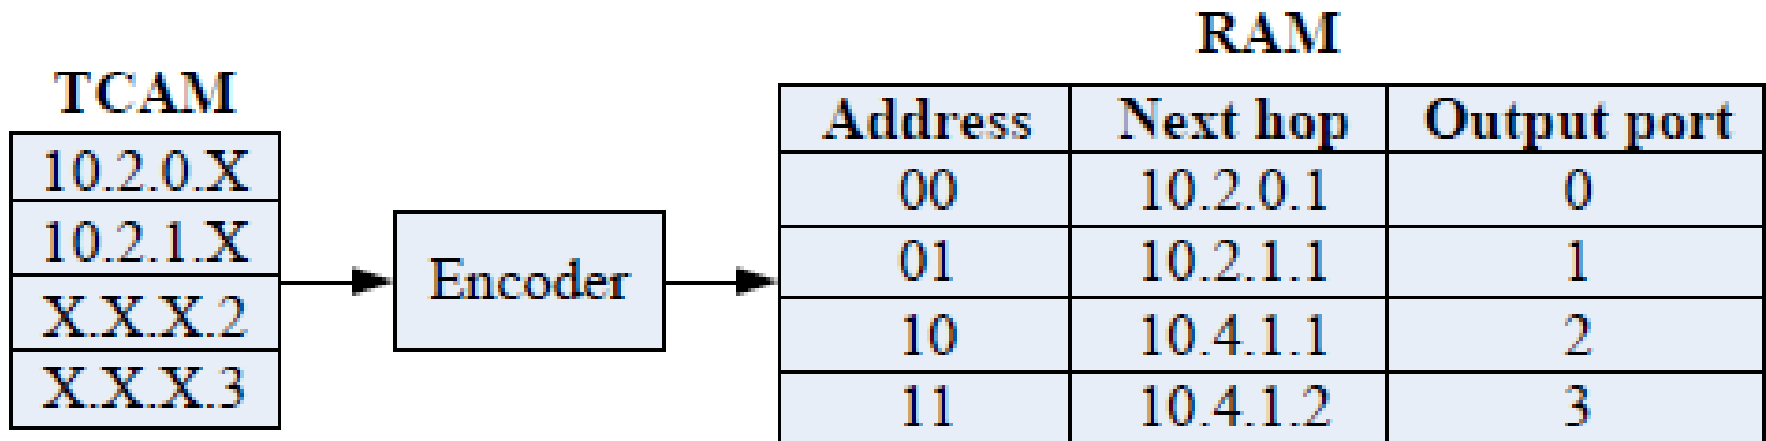 TCAM
10.2.0.X
10.2.1.X
X.X.X.2
X.X.X.3
Encoder
RAM
Address Next hop Output port
00 10.2.0.1 0
01 10.2.1.1 1
10 10.4.1.1 2
11 10.4.1.2 3